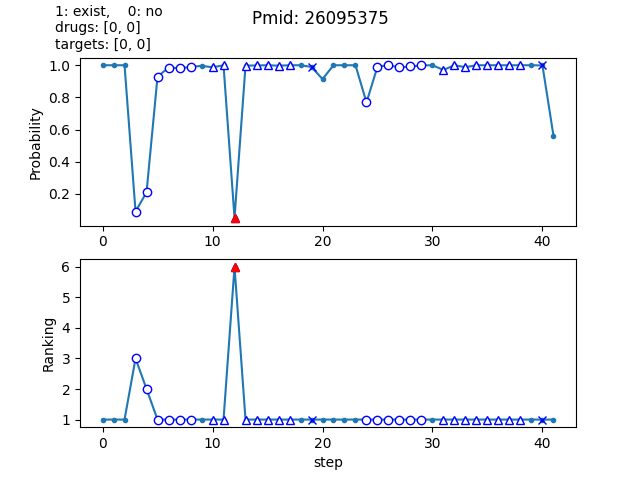 1: exist,    0: no
drugs: [0, 0]
targets: [0, 0]
Pmid: 26095375
1.0
0.8
0.6
0.4
0.2
Probability
0 10 20 30 40
6
5
4
3
2
1
Ranking
0 10 20 30 40
step